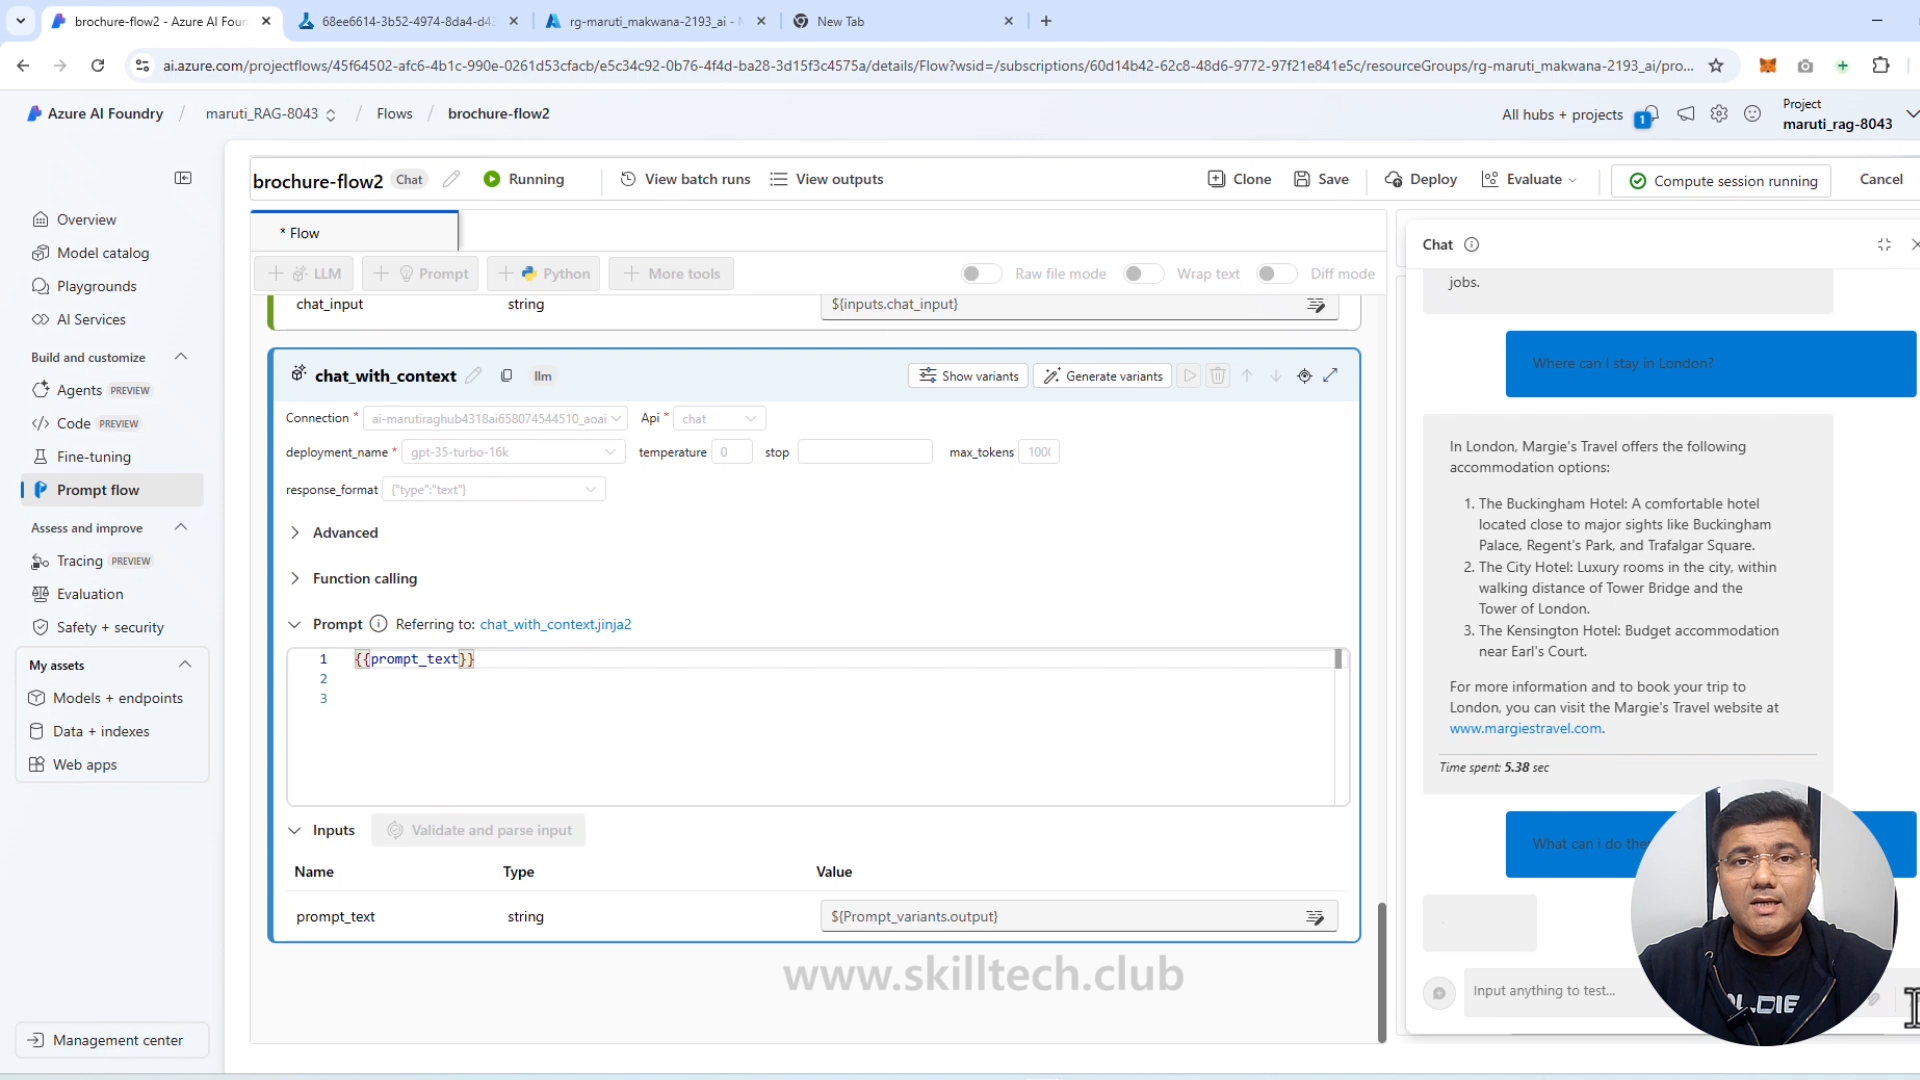 brochure-flow2 - Azure AI Foun
68ee6614-3b52-4974-8da4-d4
rg-maruti_makwana-2193_ai -
New Tab
ai.azure.com/projectflows/45f64502-afc6-4b1c-990e-0261d53cfacb/e5c34c92-0b76-4f4d-ba28-3d15f3c4575a/details/Flow?wsid=/subscriptions/60d14b42-62c8-48d6-9772-97f21e841e5c/resourceGroups/rg-maruti_makwana-2193_ai/pro...
Azure AI Foundry / maruti_RAG-8043 / Flows / brochure-flow2
All hubs + projects
1
Project
maruti_rag-8043
Overview
Model catalog
Playgrounds
AI Services
Build and customize
Agents PREVIEW
Code PREVIEW
Fine-tuning
Prompt flow
Assess and improve
Tracing PREVIEW
Evaluation
Safety + security
My assets
Models + endpoints
Data + indexes
Web apps
Management center
brochure-flow2 Chat Running View batch runs View outputs Clone Save Deploy Evaluate Compute session running Cancel
* Flow
LLM Prompt Python More tools Raw file mode Wrap text Diff mode
chat_input string ${inputs.chat_input}
chat_with_context llm Show variants Generate variants
Connection * ai-marutiraghub4318ai658074544510_aoai Api * chat
deployment_name * gpt-35-turbo-16k temperature 0 stop max_tokens 100
response_format {"type":"text"}
Advanced
Function calling
Prompt Referring to: chat_with_context.jinja2
1 {{prompt_text}}
2
3
Inputs Validate and parse input
Name Type Value
prompt_text string ${Prompt_variants.output}
www.skilltech.club
Chat
jobs.
Where can I stay in London?
In London, Margie's Travel offers the following
accommodation options:
1. The Buckingham Hotel: A comfortable hotel
located close to major sights like Buckingham
Palace, Regent's Park, and Trafalgar Square.
2. The City Hotel: Luxury rooms in the city, within
walking distance of Tower Bridge and the
Tower of London.
3. The Kensington Hotel: Budget accommodation
near Earl's Court.
For more information and to book your trip to
London, you can visit the Margie's Travel website at
www.margiestravel.com.
Time spent: 5.38 sec
What can i do the
Input anything to test...